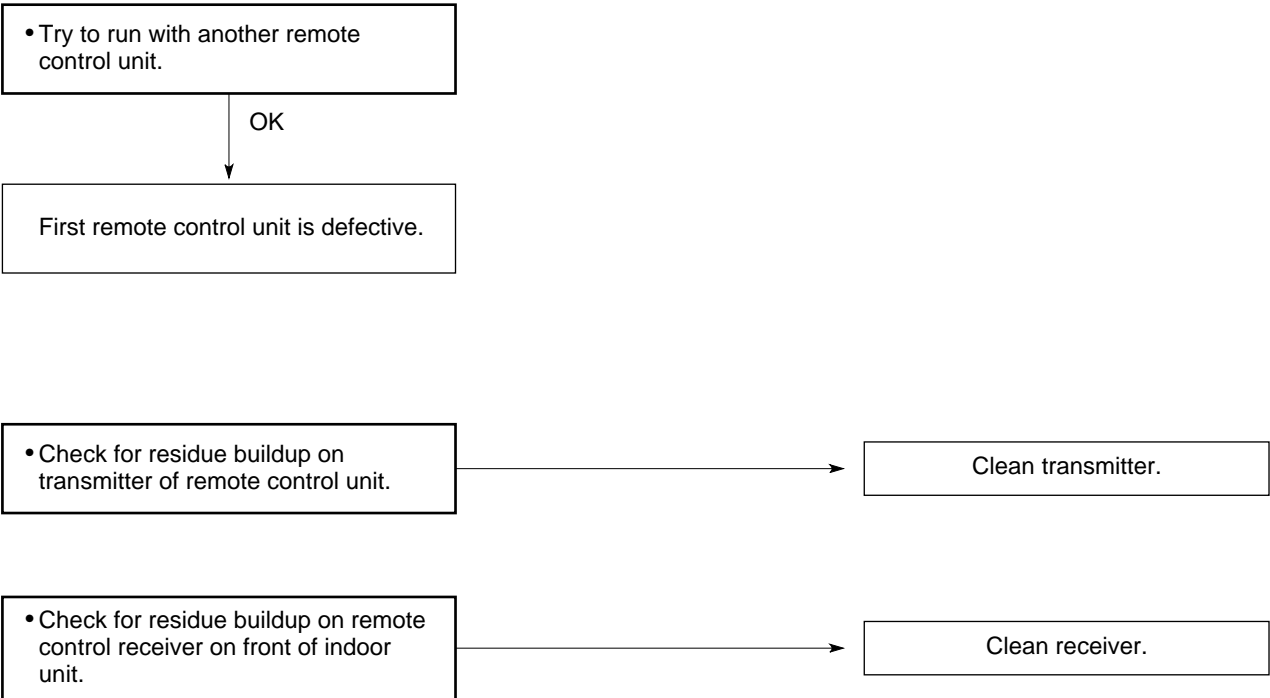 • Try to run with another remote
control unit.
OK
First remote control unit is defective.
• Check for residue buildup on
transmitter of remote control unit.
Clean transmitter.
• Check for residue buildup on remote
control receiver on front of indoor
unit.
Clean receiver.